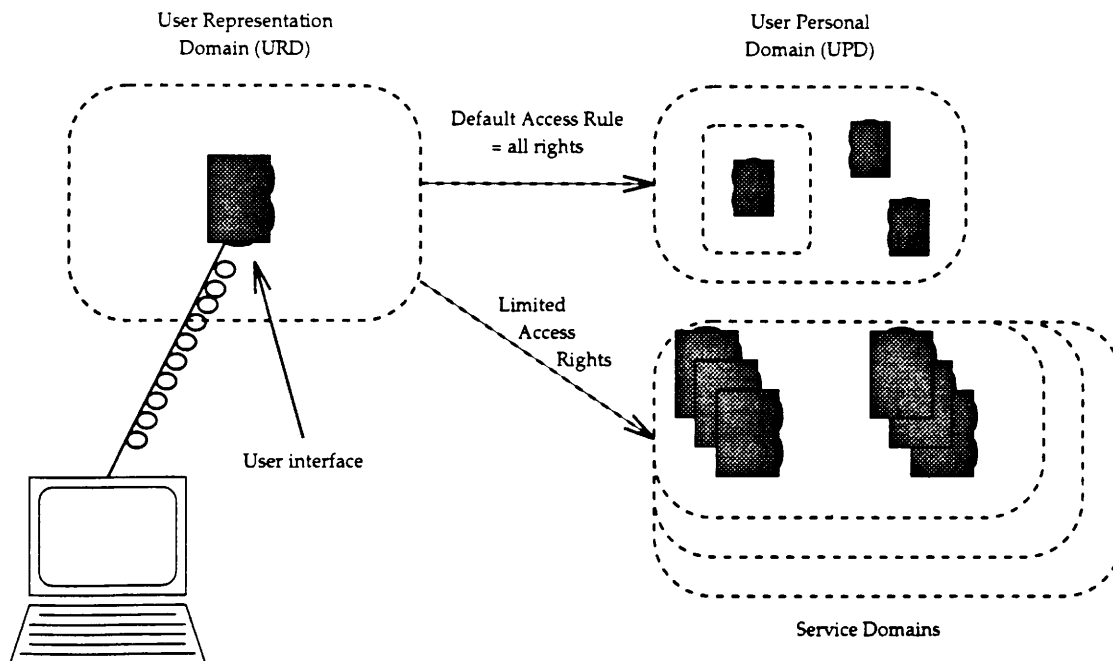 User Representation
Domain (URD)
User Personal
Domain (UPD)
Default Access Rule
= all rights
Limited
Access
Rights
User interface
Service Domains